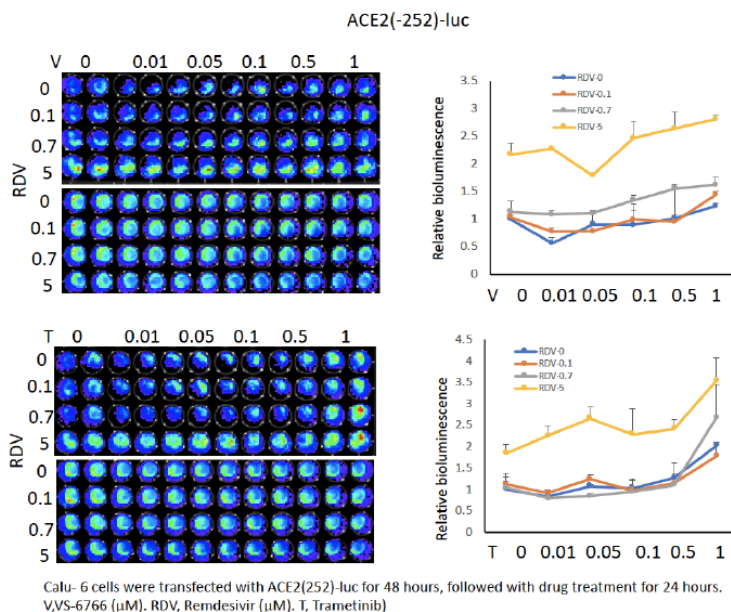 ACE2(-252)-luc
V 0 0.01 0.05 0.1 0.5 1
RDV
0
0.1
0.7
5
0
0.1
0.7
5
Relative bioluminescence
3.5
3
2.5
2
1.5
1
0.5
0
RDV-0
RDV-0.1
RDV-0.7
RDV-5
V 0 0.01 0.05 0.1 0.5 1
T 0 0.01 0.05 0.1 0.5 1
RDV
0
0.1
0.7
5
0
0.1
0.7
5
Relative bioluminescence
4.5
4
3.5
3
2.5
2
1.5
1
0.5
0
RDV-0
RDV-0.1
RDV-0.7
RDV-5
T 0 0.01 0.05 0.1 0.5 1
Calu- 6 cells were transfected with ACE2(252)-luc for 48 hours, followed with drug treatment for 24 hours.
V,VS-6766 (µM). RDV, Remdesivir (µM). T, Trametinib)